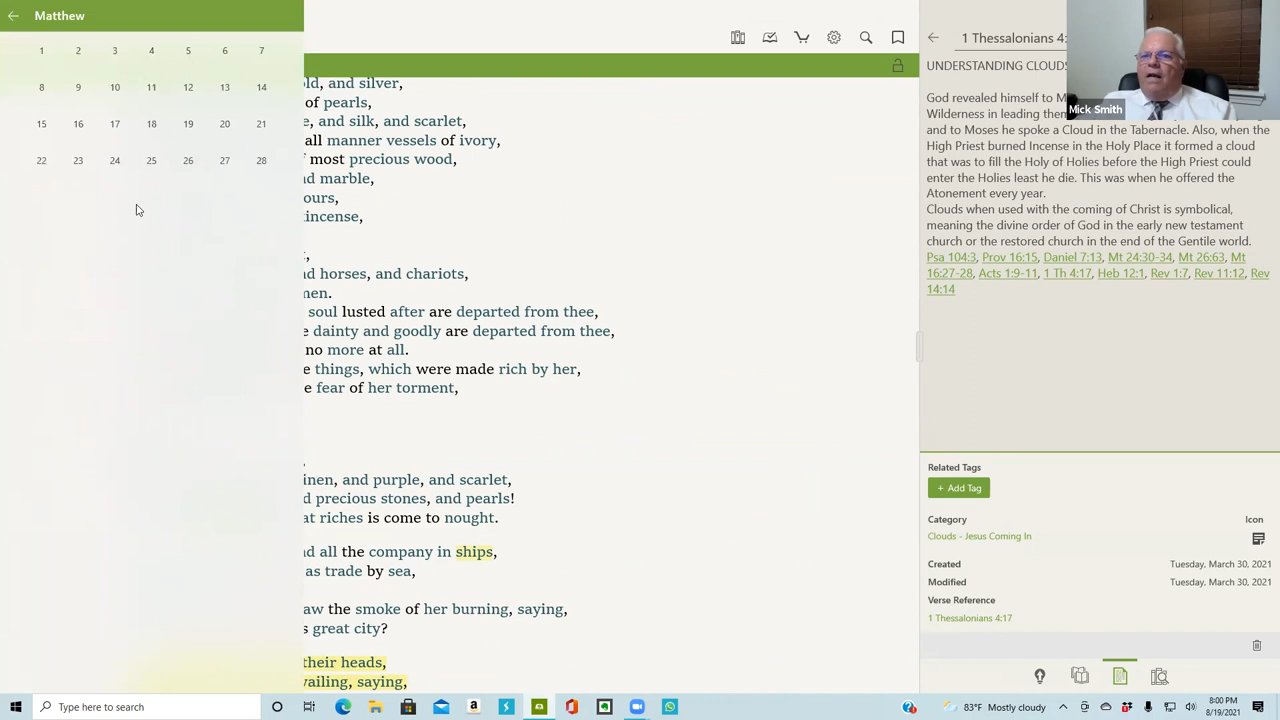 Matthew
1 2 3 4 5 6 7
8 9 10 11 12 13 14
15 16 17 18 19 20 21
22 23 24 25 26 27 28
old, and silver,
of pearls,
, and silk, and scarlet,
all manner vessels of ivory,
most precious wood,
nd marble,
ours,
incense,
nd horses, and chariots,
men.
soul lusted after are departed from thee,
dainty and goodly are departed from thee,
no more at all.
things, which were made rich by her,
fear of her torment,
inen, and purple, and scarlet,
d precious stones, and pearls!
at riches is come to nought.
nd all the company in ships,
as trade by sea,
aw the smoke of her burning, saying,
s great city?
their heads,
vailing, saying,
1 Thessalonians 4:
UNDERSTANDING CLOUDS
Mick Smith
God revealed himself to M
Wilderness in leading them
and to Moses he spoke a Cloud in the Tabernacle. Also, when the
High Priest burned Incense in the Holy Place it formed a cloud
that was to fill the Holy of Holies before the High Priest could
enter the Holies least he die. This was when he offered the
Atonement every year.
Clouds when used with the coming of Christ is symbolical,
meaning the divine order of God in the early new testament
church or the restored church in the end of the Gentile world.
Psa 104:3, Prov 16:15, Daniel 7:13, Mt 24:30-34, Mt 26:63, Mt
16:27-28, Acts 1:9-11, 1 Th 4:17, Heb 12:1, Rev 1:7, Rev 11:12, Rev
14:14
Related Tags
+ Add Tag
Category Icon
Clouds - Jesus Coming In
Created Tuesday, March 30, 2021
Modified Tuesday, March 30, 2021
Verse Reference
1 Thessalonians 4:17
Type here to search
83°F Mostly cloudy
8:00 PM
8/19/2021